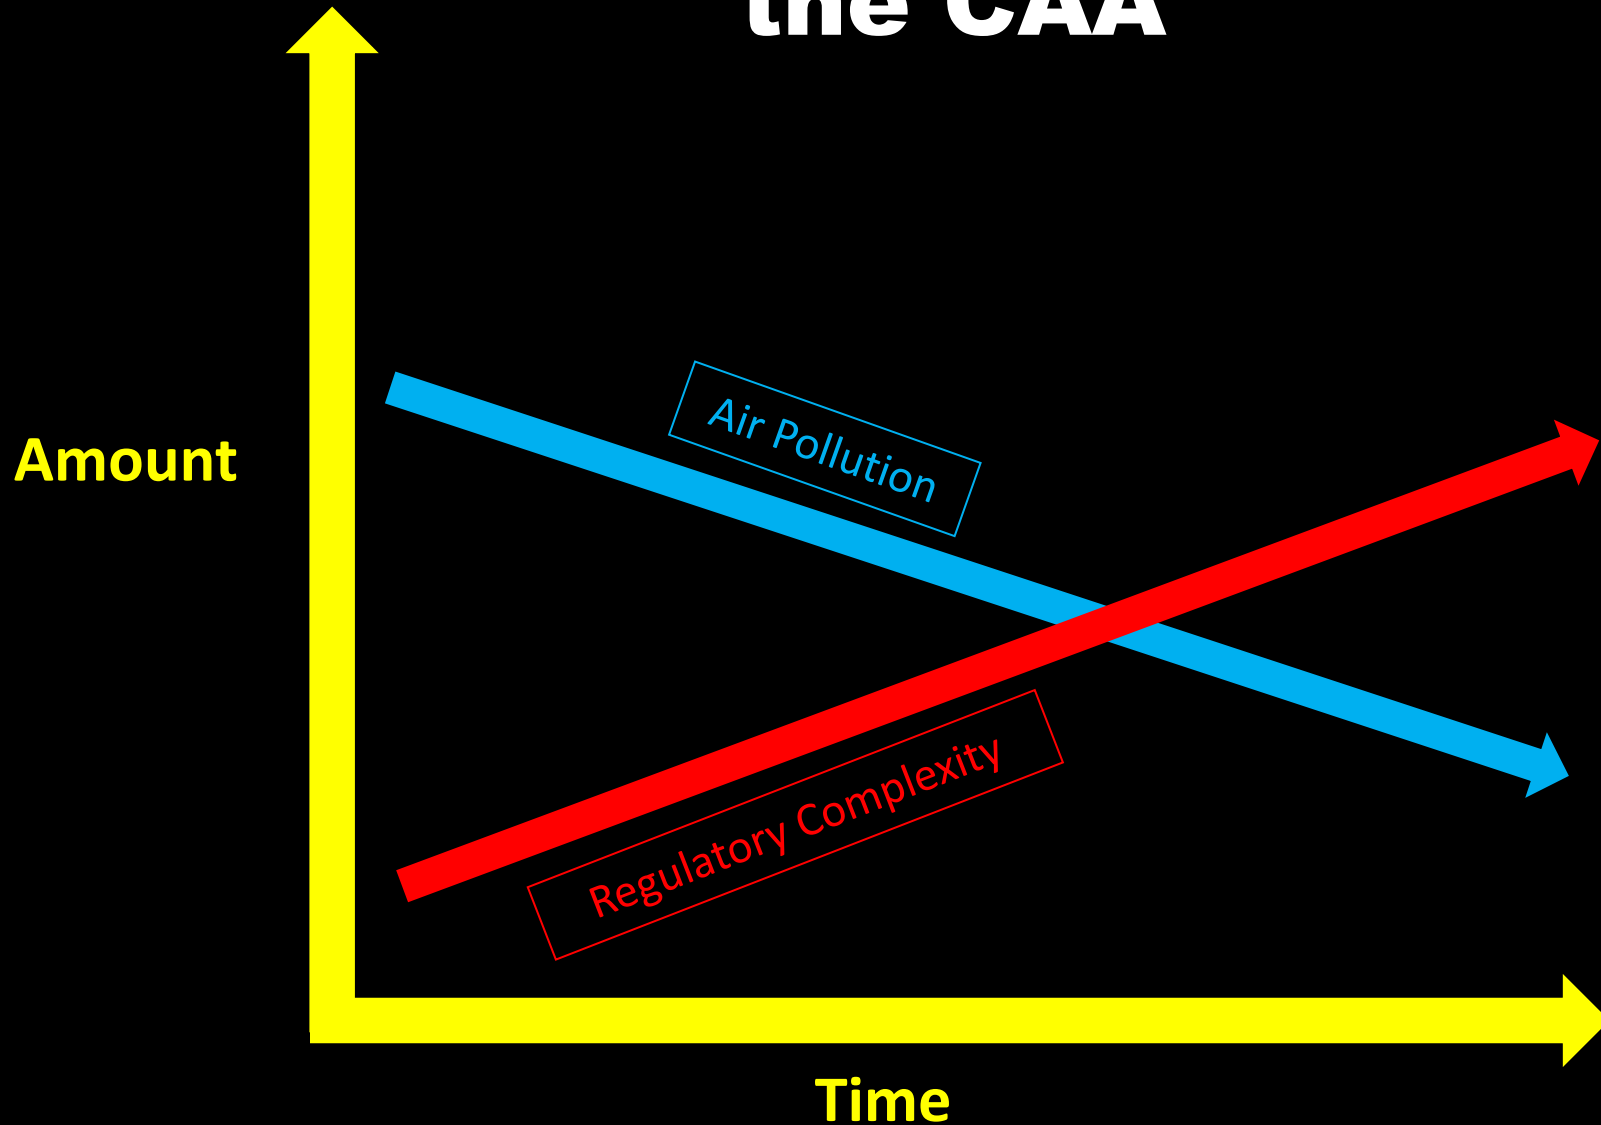 the CAA
Amount
Air Pollution
Regulatory Complexity
Time